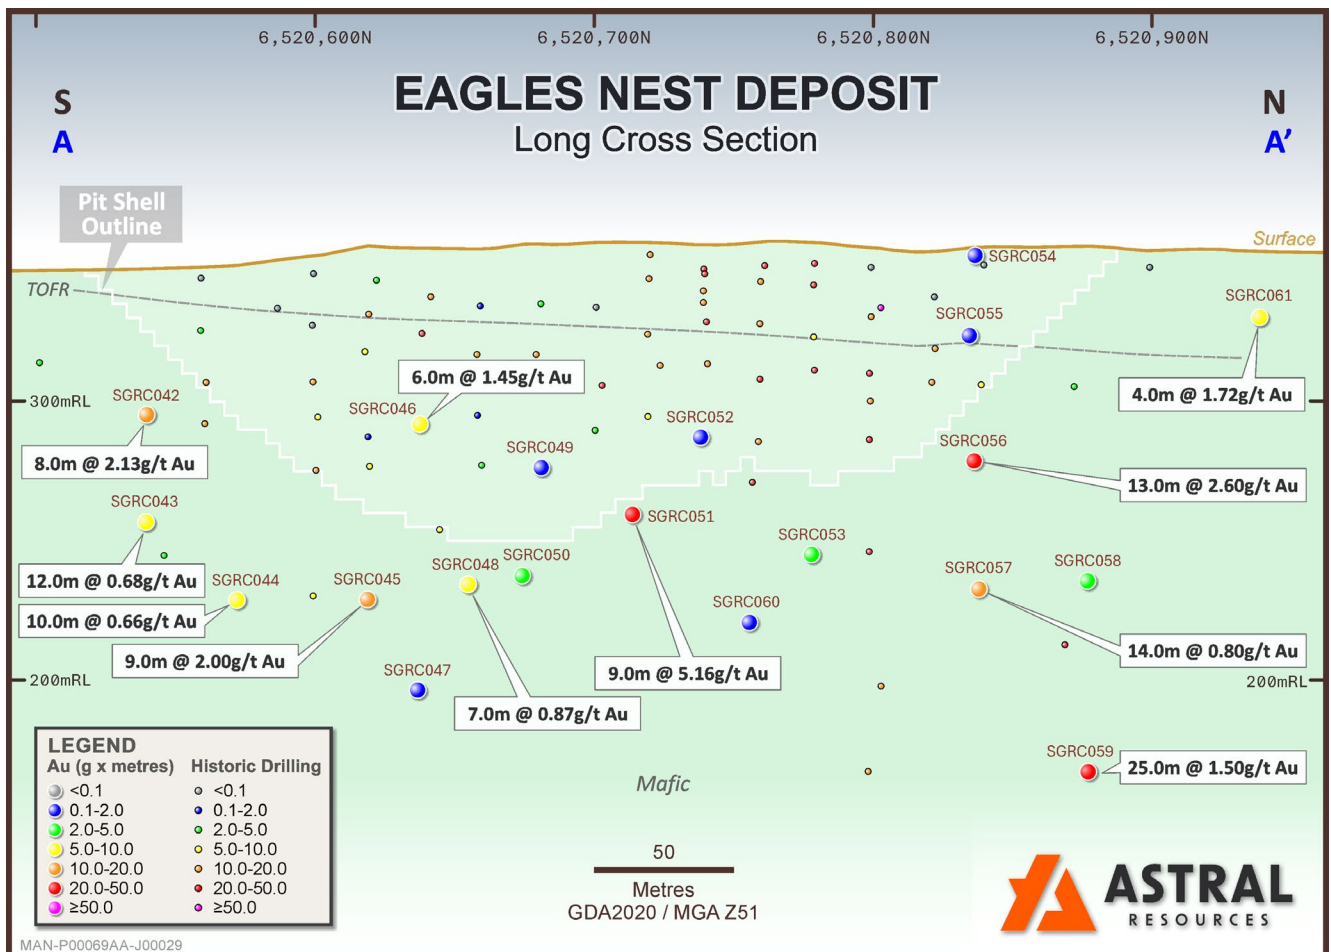 6,520,600N 6,520,700N 6,520,800N 6,520,900N
EAGLES NEST DEPOSIT
Long Cross Section
S
A
N
A’
Pit Shell
Outline
Surface
TOFR
SGRC054
SGRC055
SGRC061
4.0m @ 1.72g/t Au
6.0m @ 1.45g/t Au
300mRL
SGRC042
8.0m @ 2.13g/t Au
SGRC046
SGRC049
SGRC052
SGRC056
13.0m @ 2.60g/t Au
SGRC043
12.0m @ 0.68g/t Au
SGRC051
SGRC053
SGRC044
10.0m @ 0.66g/t Au
SGRC045
9.0m @ 2.00g/t Au
SGRC048
SGRC050
7.0m @ 0.87g/t Au
SGRC060
9.0m @ 5.16g/t Au
SGRC057
SGRC058
14.0m @ 0.80g/t Au
SGRC047
200mRL
200mRL
SGRC059
25.0m @ 1.50g/t Au
Mafic
LEGEND
Au (g x metres) Historic Drilling
<0.1 <0.1
0.1-2.0 0.1-2.0
2.0-5.0 2.0-5.0
5.0-10.0 5.0-10.0
10.0-20.0 10.0-20.0
20.0-50.0 20.0-50.0
≥50.0 ≥50.0
50
Metres
GDA2020 / MGA Z51
ASTRAL
RESOURCES
MAN-P00069AA-J00029